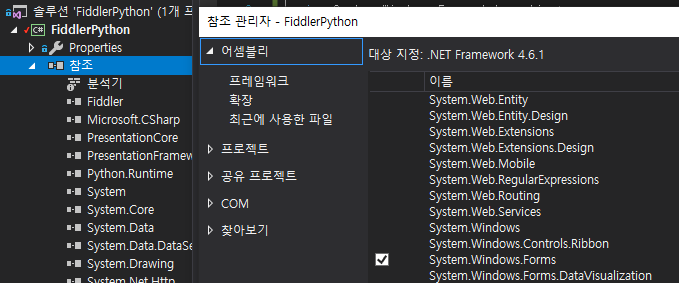 솔루션 'FiddlerPython' (1개 프
C# FiddlerPython
Properties
참조
분석기
Fiddler
Microsoft.CSharp
PresentationCore
PresentationFramew
Python.Runtime
System
System.Core
System.Data
System.Data.DataSe
System.Drawing
System.Net.Http
참조 관리자 - FiddlerPython
어셈블리
프레임워크
확장
최근에 사용한 파일
프로젝트
공유 프로젝트
COM
찾아보기
대상 지정: .NET Framework 4.6.1
이름
System.Web.Entity
System.Web.Entity.Design
System.Web.Extensions
System.Web.Extensions.Design
System.Web.Mobile
System.Web.RegularExpressions
System.Web.Routing
System.Web.Services
System.Windows
System.Windows.Controls.Ribbon
System.Windows.Forms
System.Windows.Forms.DataVisualization